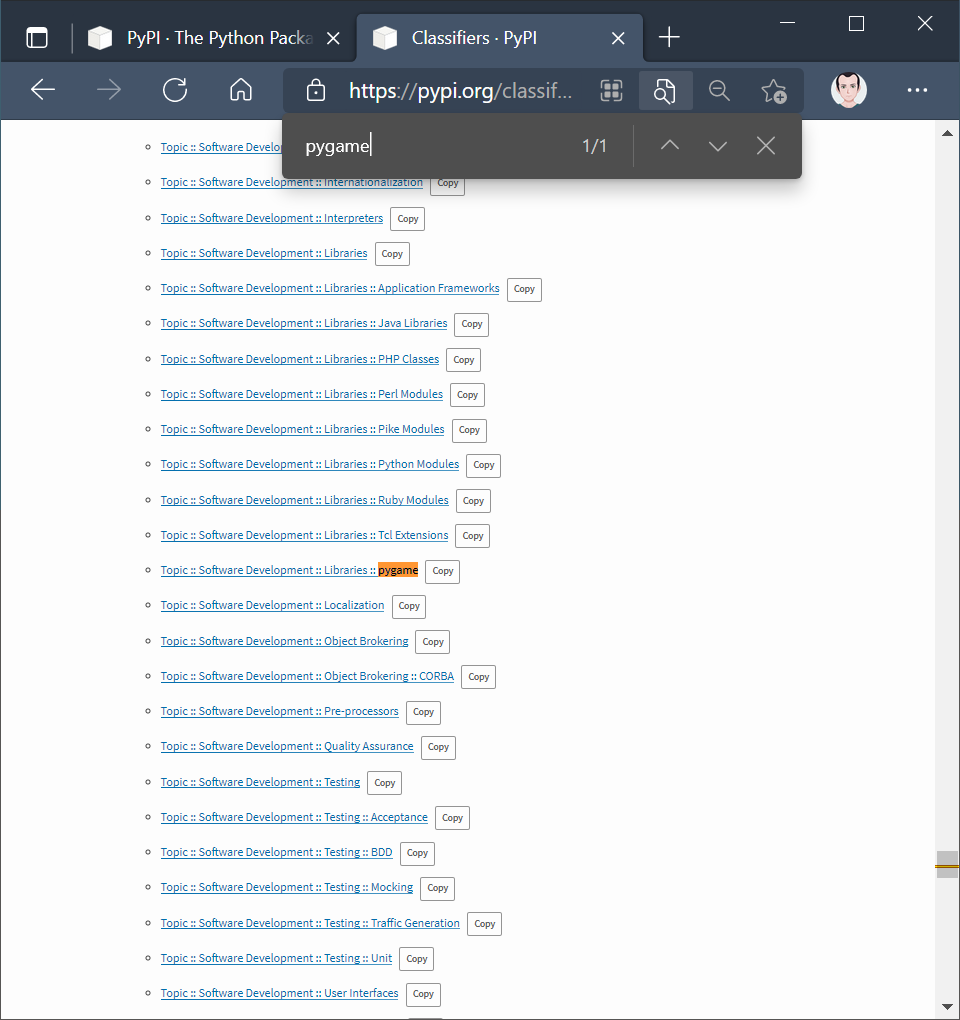 PyPI · The Python Packa
Classifiers · PyPI
https://pypi.org/classif...
pygame 1/1
Topic :: Software Develo
Topic :: Software Development :: Internationalization Copy
Topic :: Software Development :: Interpreters Copy
Topic :: Software Development :: Libraries Copy
Topic :: Software Development :: Libraries :: Application Frameworks Copy
Topic :: Software Development :: Libraries :: Java Libraries Copy
Topic :: Software Development :: Libraries :: PHP Classes Copy
Topic :: Software Development :: Libraries :: Perl Modules Copy
Topic :: Software Development :: Libraries :: Pike Modules Copy
Topic :: Software Development :: Libraries :: Python Modules Copy
Topic :: Software Development :: Libraries :: Ruby Modules Copy
Topic :: Software Development :: Libraries :: Tcl Extensions Copy
Topic :: Software Development :: Libraries :: pygame Copy
Topic :: Software Development :: Localization Copy
Topic :: Software Development :: Object Brokering Copy
Topic :: Software Development :: Object Brokering :: CORBA Copy
Topic :: Software Development :: Pre-processors Copy
Topic :: Software Development :: Quality Assurance Copy
Topic :: Software Development :: Testing Copy
Topic :: Software Development :: Testing :: Acceptance Copy
Topic :: Software Development :: Testing :: BDD Copy
Topic :: Software Development :: Testing :: Mocking Copy
Topic :: Software Development :: Testing :: Traffic Generation Copy
Topic :: Software Development :: Testing :: Unit Copy
Topic :: Software Development :: User Interfaces Copy